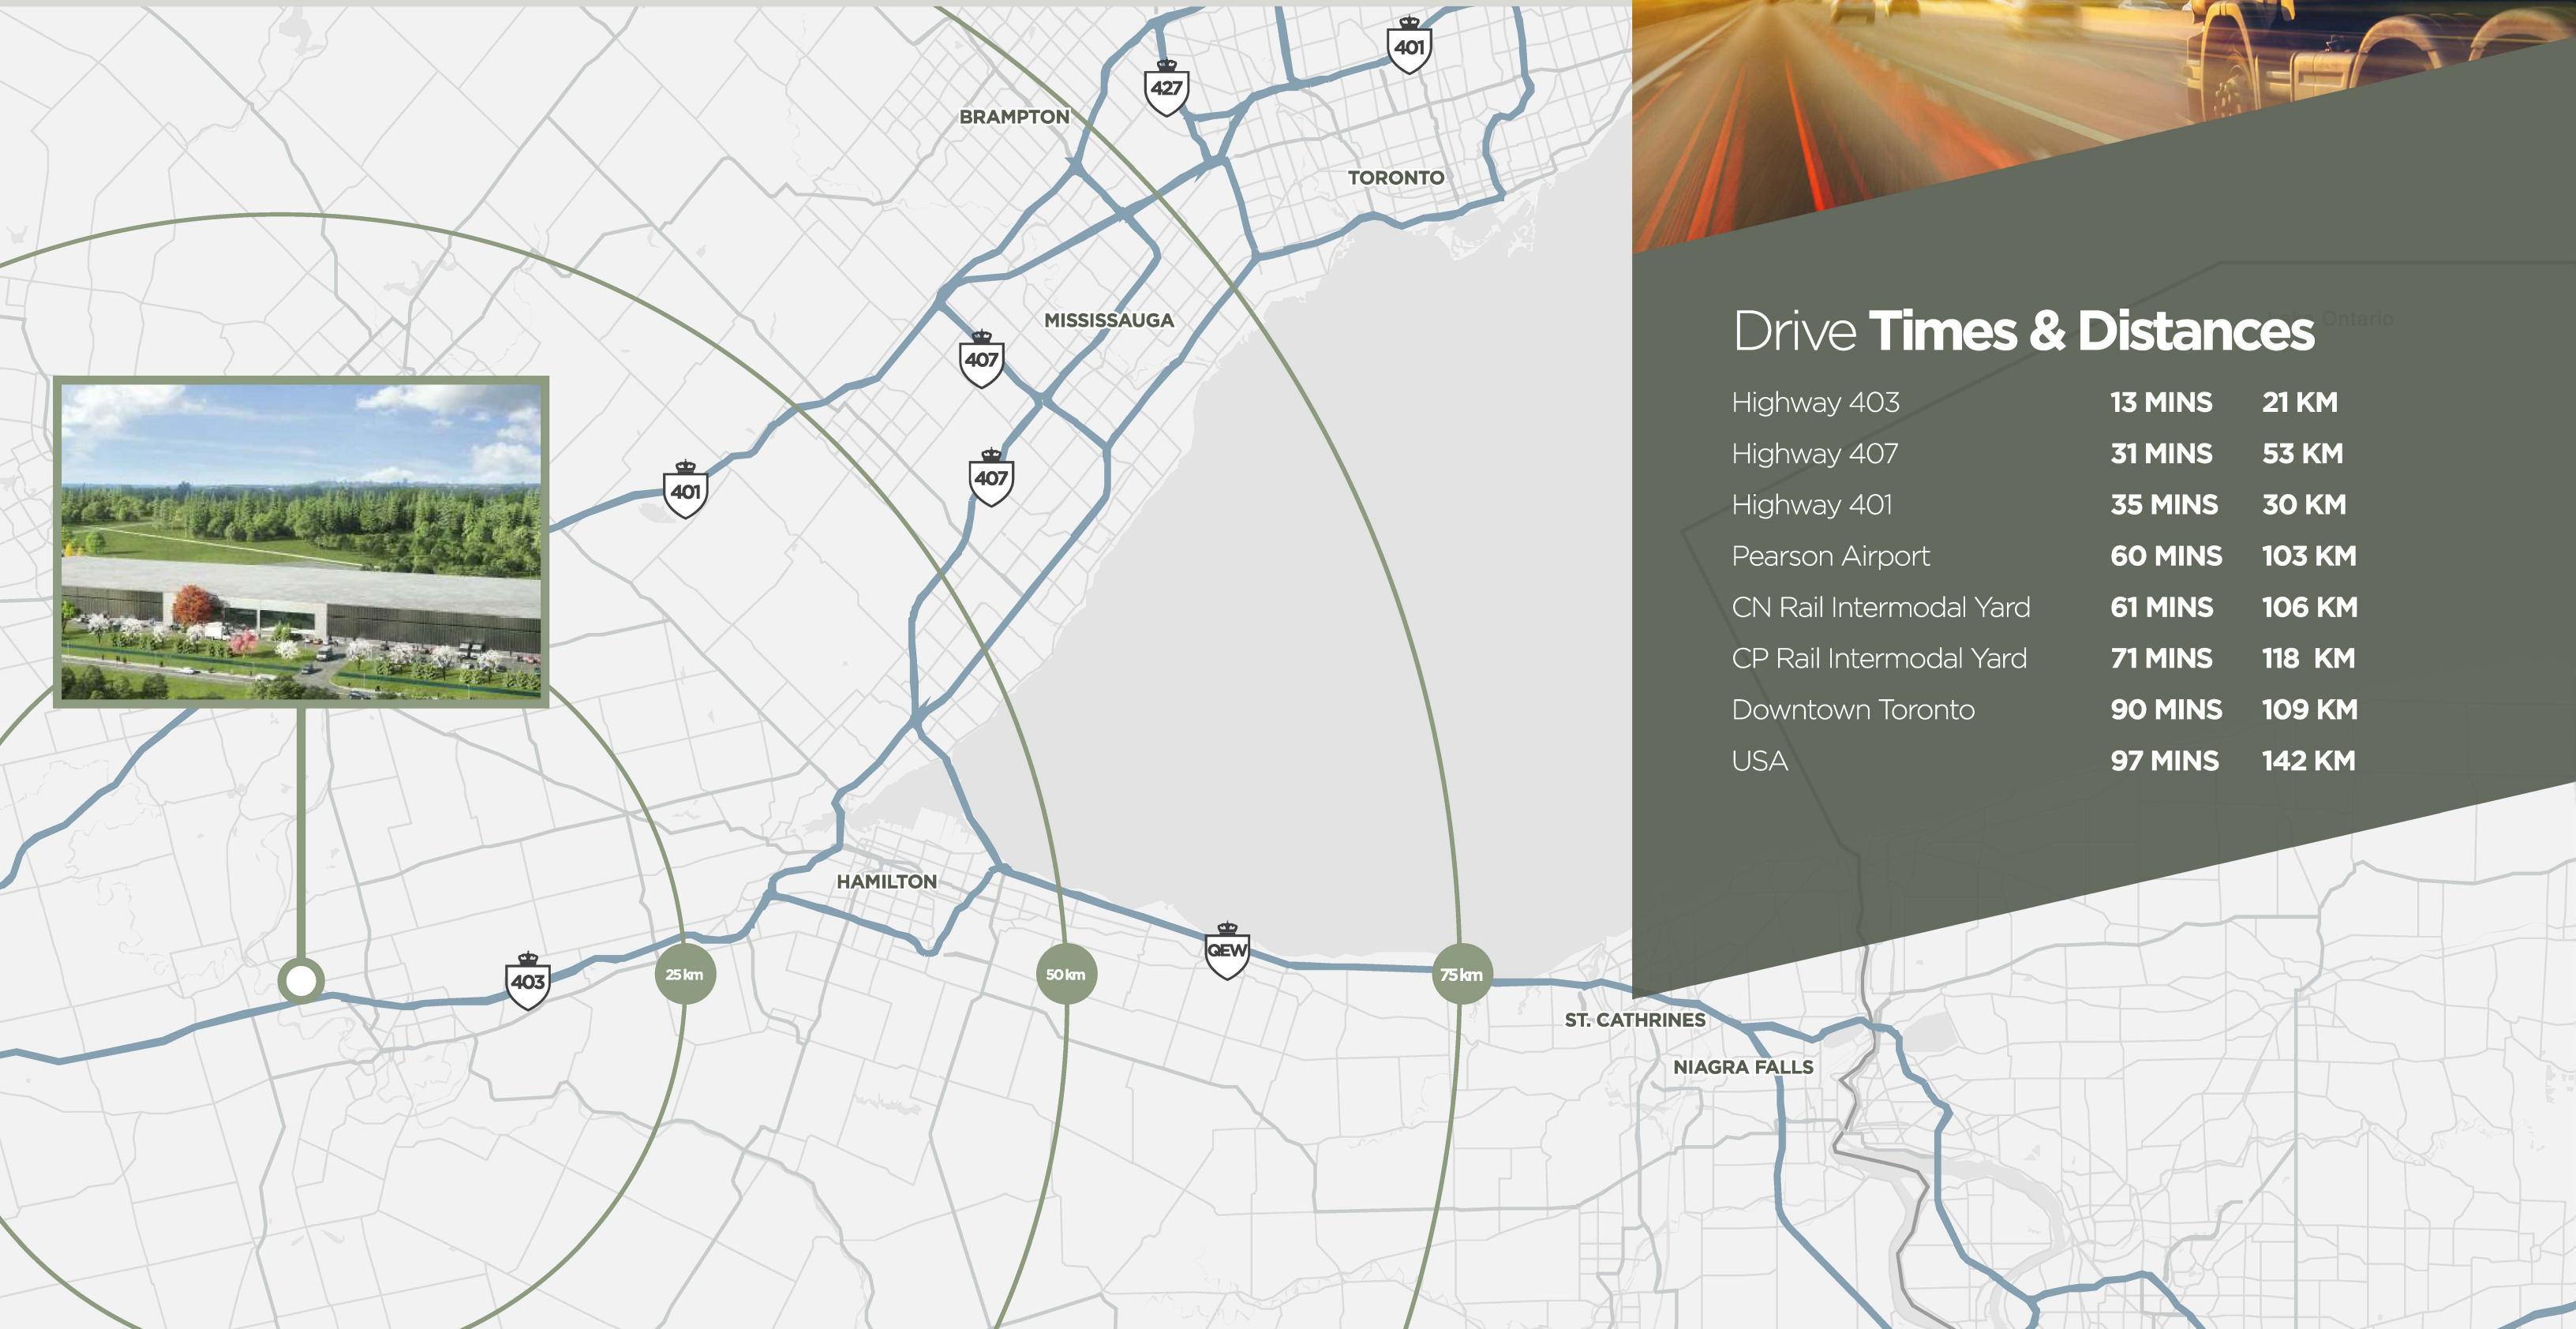 401
427
BRAMPTON
TORONTO
MISSISSAUGA
407
407
401
HAMILTON
403
25 km
50 km
QEW
75 km
ST. CATHRINES
NIAGRA FALLS
Drive Times & Distances
Ontario
Highway 403 13 MINS 21 KM
Highway 407 31 MINS 53 KM
Highway 401 35 MINS 30 KM
Pearson Airport 60 MINS 103 KM
CN Rail Intermodal Yard 61 MINS 106 KM
CP Rail Intermodal Yard 71 MINS 118 KM
Downtown Toronto 90 MINS 109 KM
USA 97 MINS 142 KM